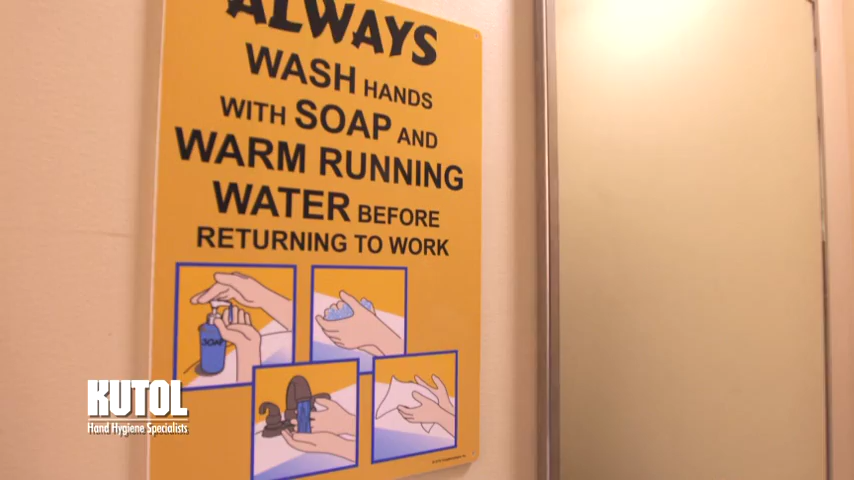 ALWAYS
WASH HANDS
WITH SOAP AND
WARM RUNNING
WATER BEFORE
RETURNING TO WORK
SOAP
KUTOL
Hand Hygiene Specialists